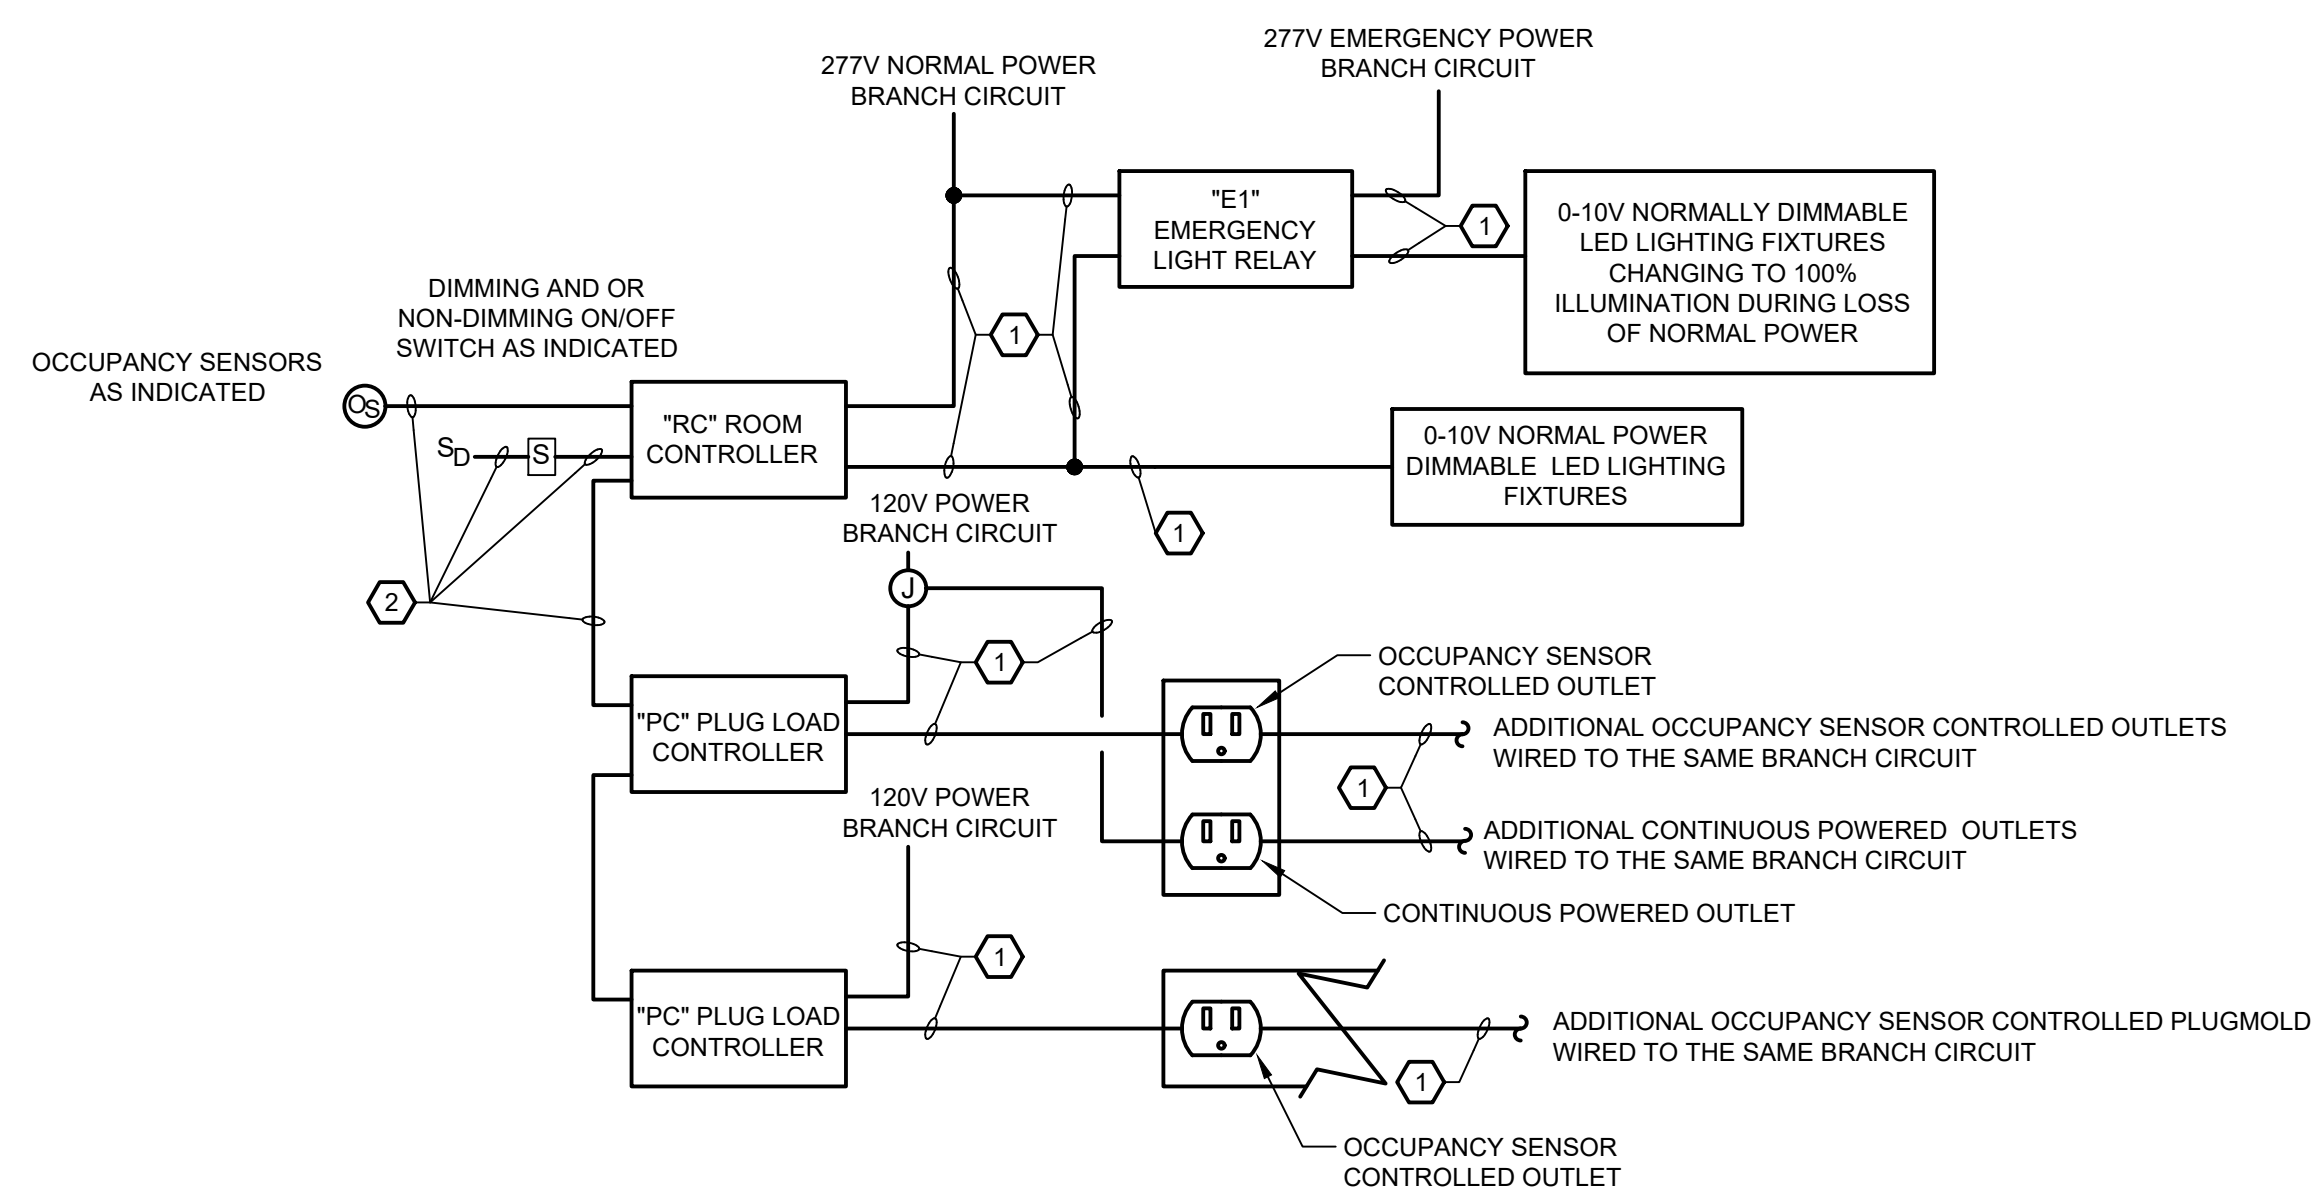 277V EMERGENCY POWER
BRANCH CIRCUIT
277V NORMAL POWER
BRANCH CIRCUIT
"E1"
EMERGENCY
LIGHT RELAY
1
0-10V NORMALLY DIMMABLE
LED LIGHTING FIXTURES
CHANGING TO 100%
ILLUMINATION DURING LOSS
OF NORMAL POWER
DIMMING AND OR
NON-DIMMING ON/OFF
SWITCH AS INDICATED
1
OCCUPANCY SENSORS
AS INDICATED
OS
SD
S
"RC" ROOM
CONTROLLER
0-10V NORMAL POWER
DIMMABLE LED LIGHTING
FIXTURES
120V POWER
BRANCH CIRCUIT
1
J
2
1
OCCUPANCY SENSOR
CONTROLLED OUTLET
"PC" PLUG LOAD
CONTROLLER
ADDITIONAL OCCUPANCY SENSOR CONTROLLED OUTLETS
WIRED TO THE SAME BRANCH CIRCUIT
1
120V POWER
BRANCH CIRCUIT
ADDITIONAL CONTINUOUS POWERED OUTLETS
WIRED TO THE SAME BRANCH CIRCUIT
CONTINUOUS POWERED OUTLET
1
"PC" PLUG LOAD
CONTROLLER
ADDITIONAL OCCUPANCY SENSOR CONTROLLED PLUGMOLD
WIRED TO THE SAME BRANCH CIRCUIT
1
OCCUPANCY SENSOR
CONTROLLED OUTLET